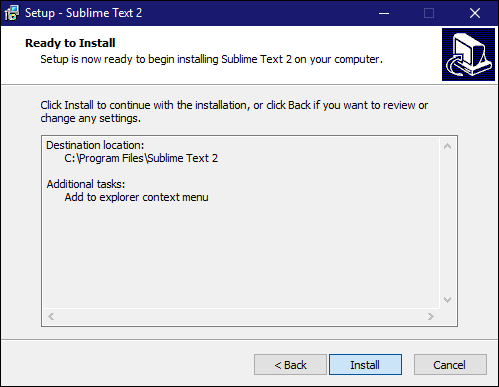 Setup - Sublime Text 2
Ready to Install
Setup is now ready to begin installing Sublime Text 2 on your computer.
Click Install to continue with the installation, or click Back if you want to review or
change any settings.
Destination location:
C:\Program Files\Sublime Text 2
Additional tasks:
Add to explorer context menu
< Back
Install
Cancel